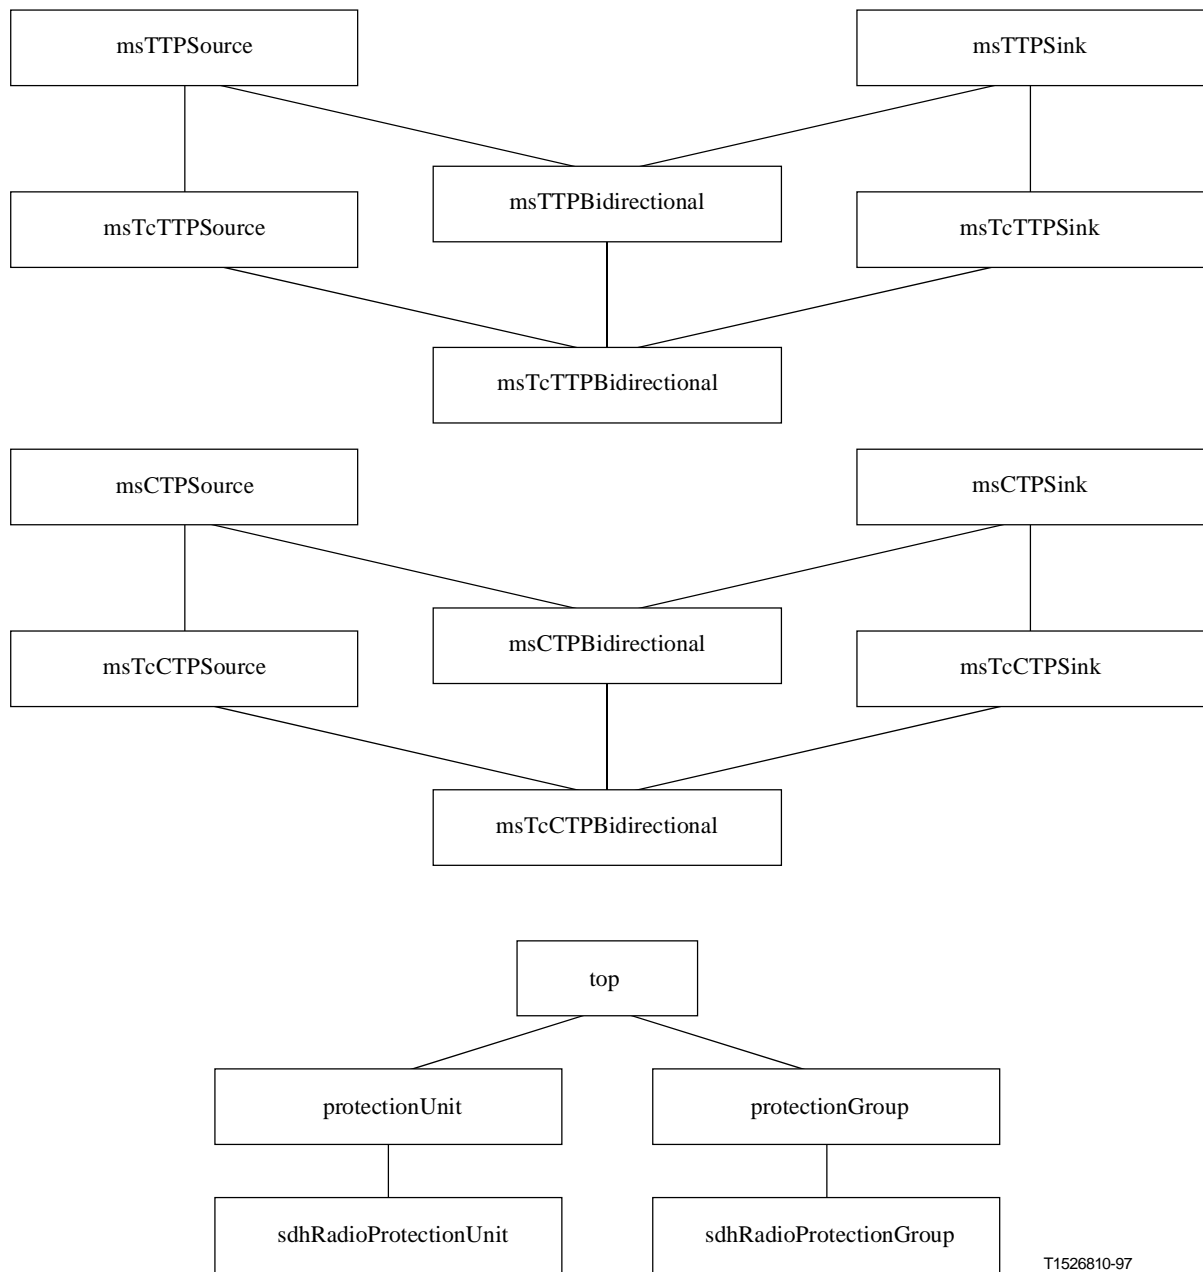 msTTPSource
msTTPSink
msTTPBidirectional
msTcTTPSource
msTcTTPSink
msTcTTPBidirectional
msCTPSource
msCTPSink
msCTPBidirectional
msTcCTPSource
msTcCTPSink
msTcCTPBidirectional
top
protectionUnit
protectionGroup
sdhRadioProtectionUnit
sdhRadioProtectionGroup
T1526810-97